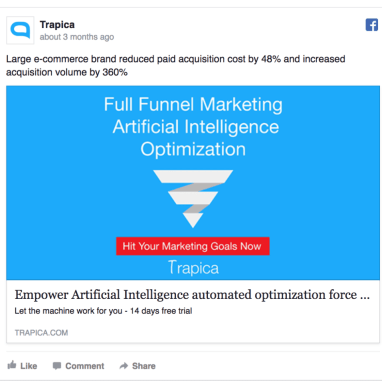 Trapica
about 3 months ago
Large e-commerce brand reduced paid acquisition cost by 48% and increased
acquisition volume by 360%
Full Funnel Marketing
Artificial Intelligence
Optimization
Hit Your Marketing Goals Now
Trapica
Empower Artificial Intelligence automated optimization force ...
Let the machine work for you - 14 days free trial
TRAPICA.COM
Like Comment Share